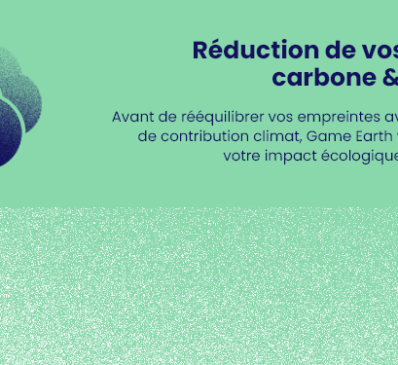 Réduction de vos
carbone &
Avant de rééquilibrer vos empreintes av
de contribution climat, Game Earth
votre impact écologique